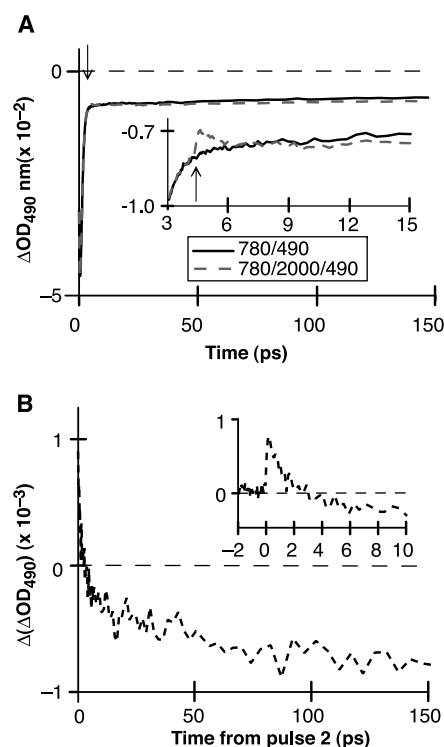 A
0
ΔOD490 nm(x 10−2)
-0.7
-1.0
3 6 9 12 15
780/490
780/2000/490
−5
0 50 100 150
Time (ps)
B
1
1
0
−2 0 2 4 6 8 10
Δ(ΔOD490) (x 10−3)
0
−1
0 50 100 150
Time from pulse 2 (ps)